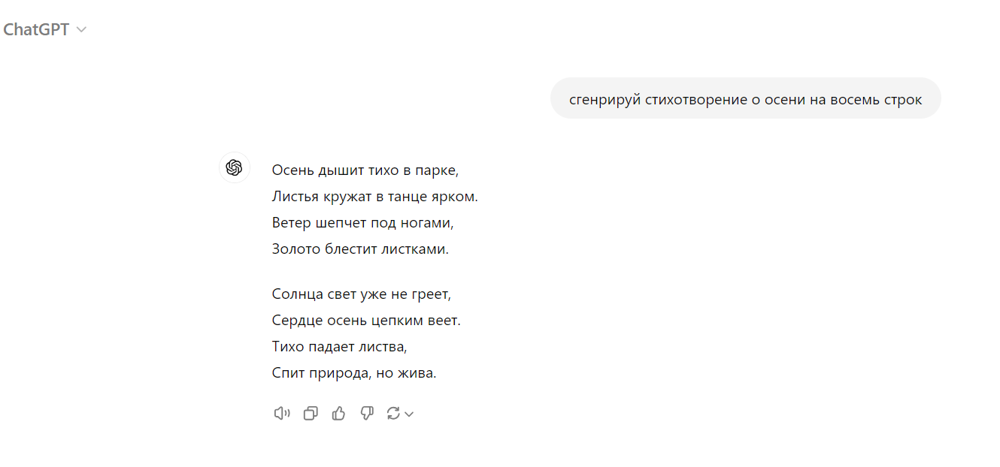 ChatGPT
сгенрируй стихотворение о осени на восемь строк
Осень дышит тихо в парке,
Листья кружат в танце ярком.
Ветер шепчет под ногами,
Золото блестит листками.
Солнца свет уже не греет,
Сердце осень цепким веет.
Тихо падает листва,
Спит природа, но жива.